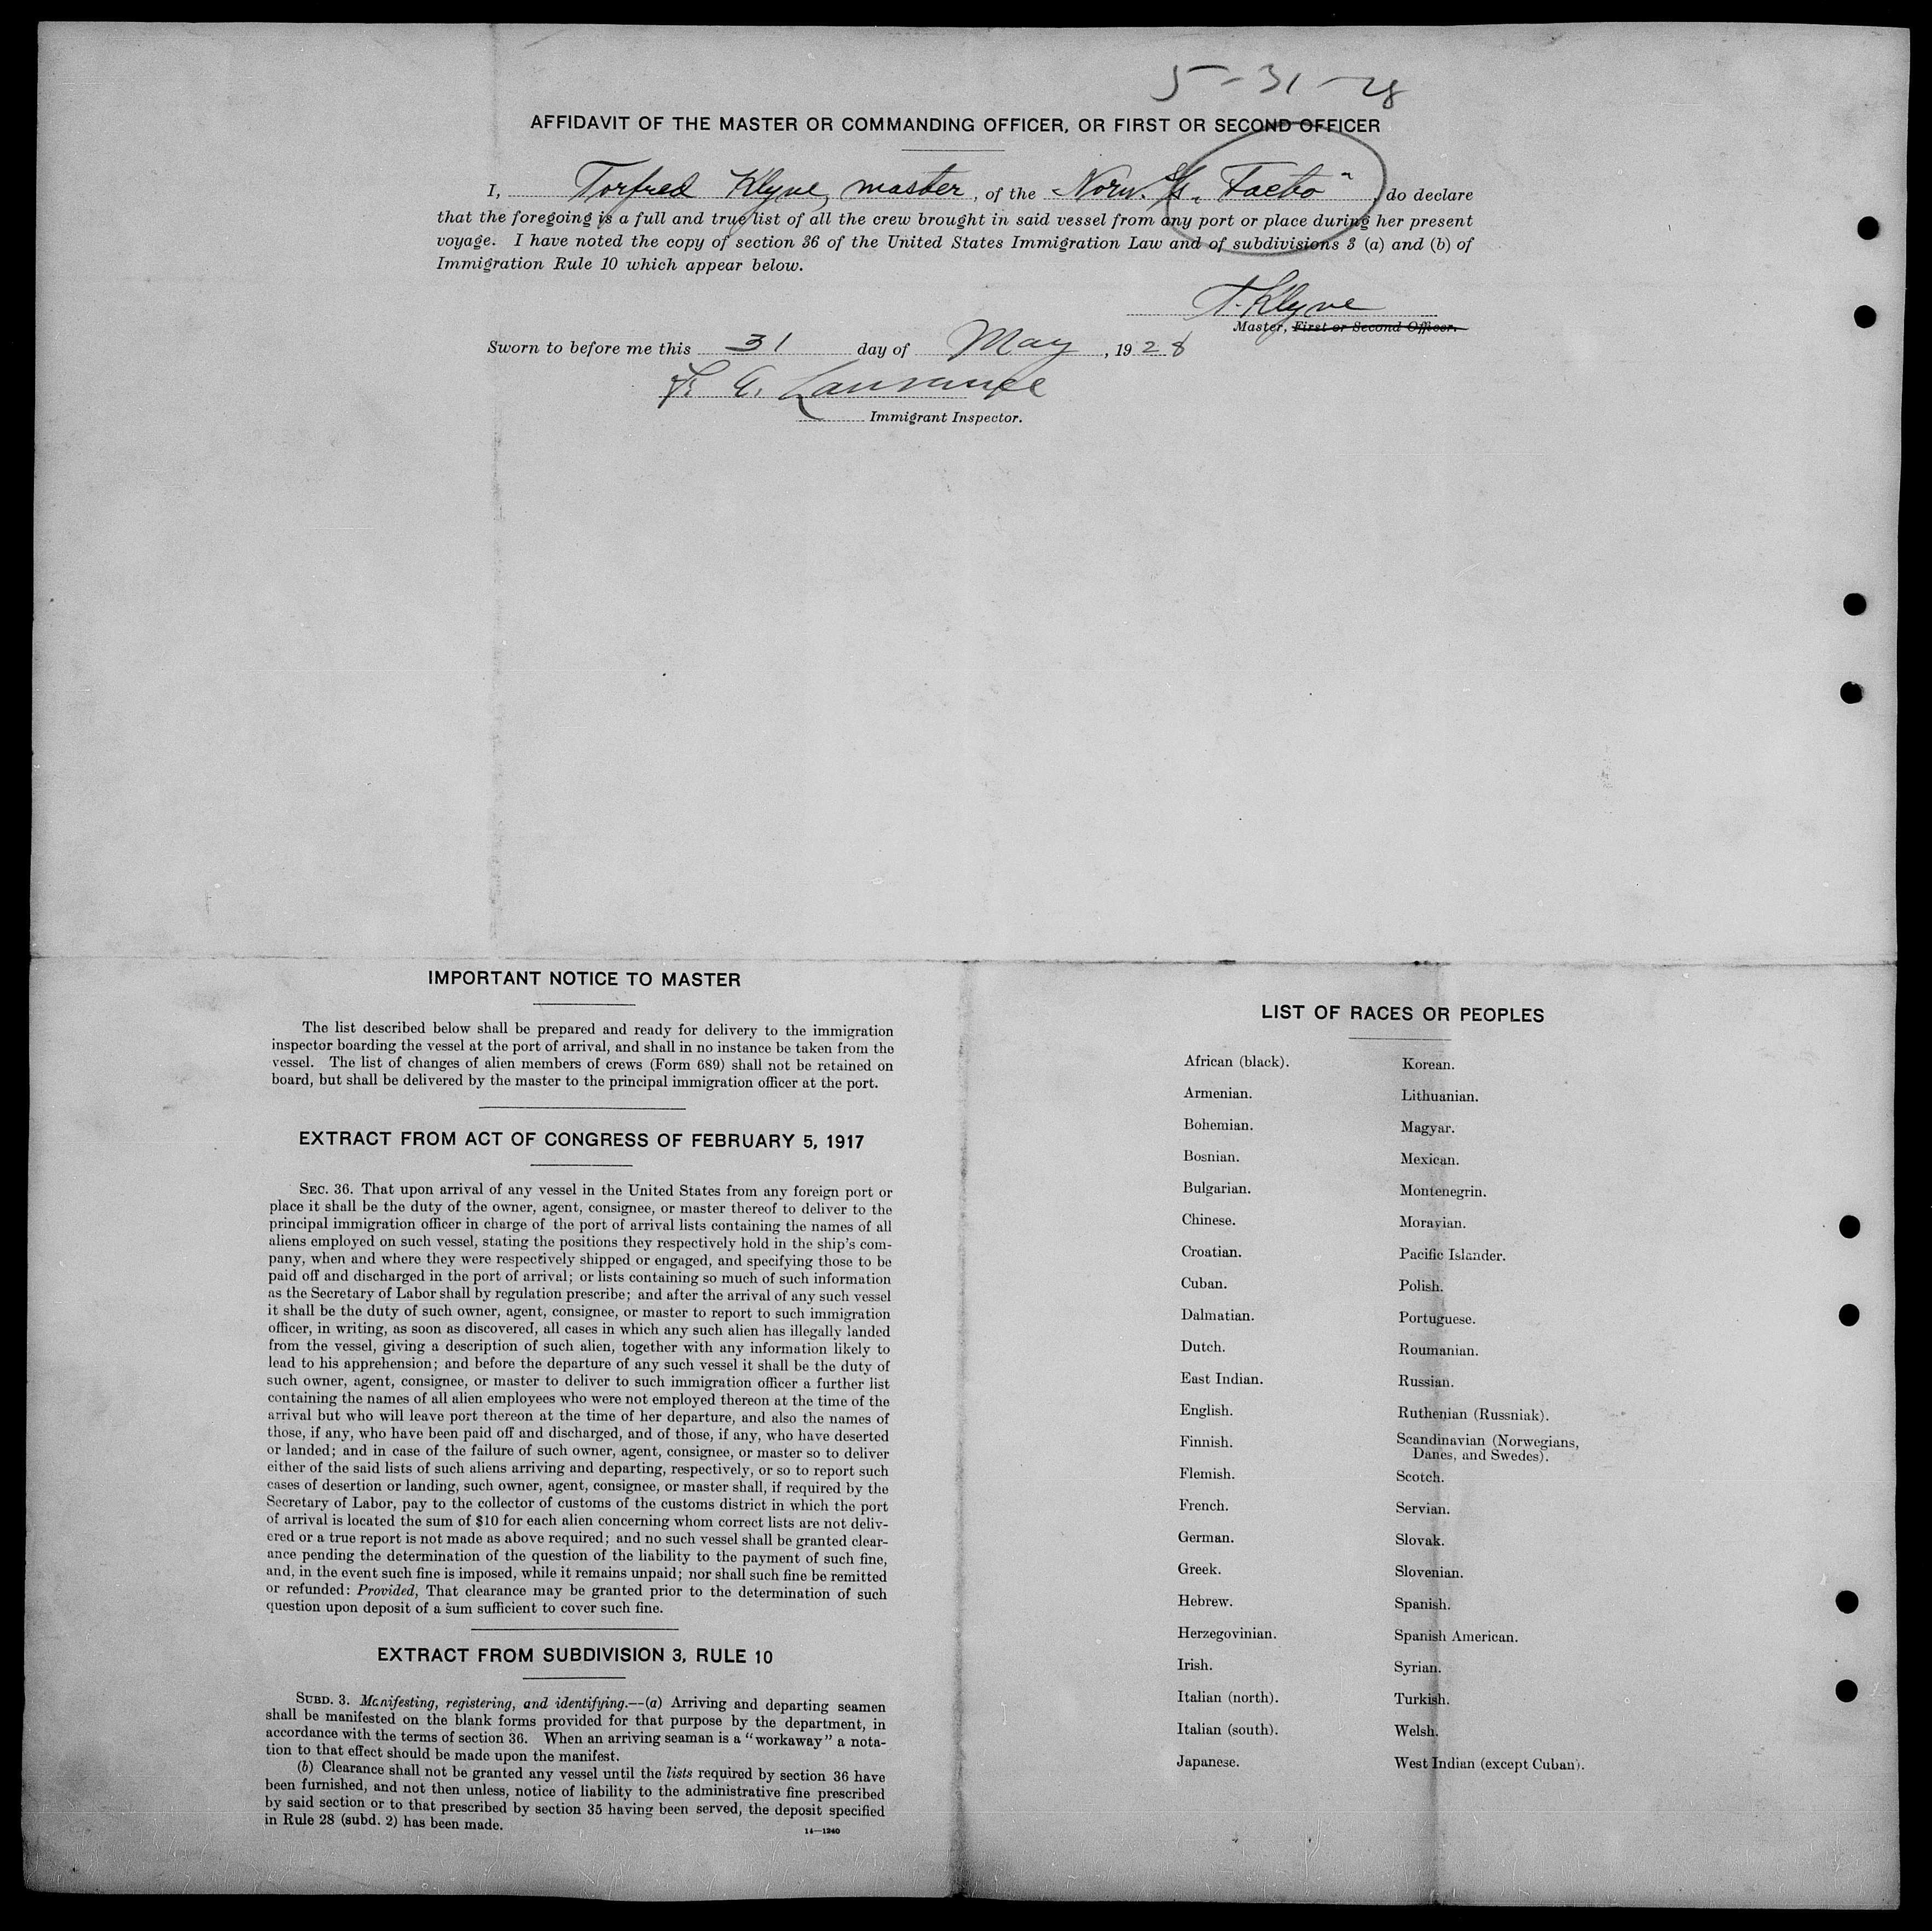 5-31-28
AFFIDAVIT OF THE MASTER OR COMMANDING OFFICER, OR FIRST OR SECOND OFFICER
I, Torfred Klyve, master, of the Norw. S/S. "Facto", do declare
that the foregoing is a full and true list of all the crew brought in said vessel from any port or place during her present
voyage. I have noted the copy of section 36 of the United States Immigration Law and of subdivisions 3 (a) and (b) of
Immigration Rule 10 which appear below.
T. Klyve
Master, First or Second Officer.
Sworn to before me this 31 day of May, 1928
Immigrant Inspector.
IMPORTANT NOTICE TO MASTER
The list described below shall be prepared and ready for delivery to the immigration
inspector boarding the vessel at the port of arrival, and shall in no instance be taken from the
vessel. The list of changes of alien members of crews (Form 689) shall not be retained on
board, but shall be delivered by the master to the principal immigration officer at the port.
EXTRACT FROM ACT OF CONGRESS OF FEBRUARY 5, 1917
SEC. 36. That upon arrival of any vessel in the United States from any foreign port or
place it shall be the duty of the owner, agent, consignee, or master thereof to deliver to the
principal immigration officer in charge of the port of arrival lists containing the names of all
aliens employed on such vessel, stating the positions they respectively hold in the ship's com-
pany, when and where they were respectively shipped or engaged, and specifying those to be
paid off and discharged in the port of arrival; or lists containing so much of such information
as the Secretary of Labor shall by regulation prescribe; and after the arrival of any such vessel
it shall be the duty of such owner, agent, consignee, or master to report to such immigration
officer, in writing, as soon as discovered, all cases in which any such alien has illegally landed
from the vessel, giving a description of such alien, together with any information likely to
lead to his apprehension; and before the departure of any such vessel it shall be the duty of
such owner, agent, consignee, or master to deliver to such immigration officer a further list
containing the names of all alien employees who were not employed thereon at the time of the
arrival but who will leave port thereon at the time of her departure, and also the names of
those, if any, who have been paid off and discharged, and of those, if any, who have deserted
or landed; and in case of the failure of such owner, agent, consignee, or master so to deliver
either of the said lists of such aliens arriving and departing, respectively, or so to report such
cases of desertion or landing, such owner, agent, consignee, or master shall, if required by the
Secretary of Labor, pay to the collector of customs of the customs district in which the port
of arrival is located the sum of $10 for each alien concerning whom correct lists are not deliv-
ered or a true report is not made as above required; and no such vessel shall be granted clear-
ance pending the determination of the question of the liability to the payment of such fine,
and, in the event such fine is imposed, while it remains unpaid; nor shall such fine be remitted
or refunded: Provided, That clearance may be granted prior to the determination of such
question upon deposit of a sum sufficient to cover such fine.
EXTRACT FROM SUBDIVISION 3, RULE 10
SUBD. 3. Manifesting, registering, and identifying.—(a) Arriving and departing seamen
shall be manifested on the blank forms provided for that purpose by the department, in
accordance with the terms of section 36. When an arriving seaman is a "workaway" a nota-
tion to that effect should be made upon the manifest.
(b) Clearance shall not be granted any vessel until the lists required by section 36 have
been furnished, and not then unless, notice of liability to the administrative fine prescribed
by said section or to that prescribed by section 35 having been served, the deposit specified
in Rule 28 (subd. 2) has been made.
14—1240
LIST OF RACES OR PEOPLES
African (black).
Armenian.
Bohemian.
Bosnian.
Bulgarian.
Chinese.
Croatian.
Cuban.
Dalmatian.
Dutch.
East Indian.
English.
Finnish.
Flemish.
French.
German.
Greek.
Hebrew.
Herzegovinian.
Irish.
Italian (north).
Italian (south).
Japanese.
Korean.
Lithuanian.
Magyar.
Mexican.
Montenegrin.
Moravian.
Pacific Islander.
Polish.
Portuguese.
Roumanian.
Russian.
Ruthenian (Russniak).
Scandinavian (Norwegians,
Danes, and Swedes).
Scotch.
Servian.
Slovak.
Slovenian.
Spanish.
Spanish American.
Syrian.
Turkish.
Welsh.
West Indian (except Cuban).